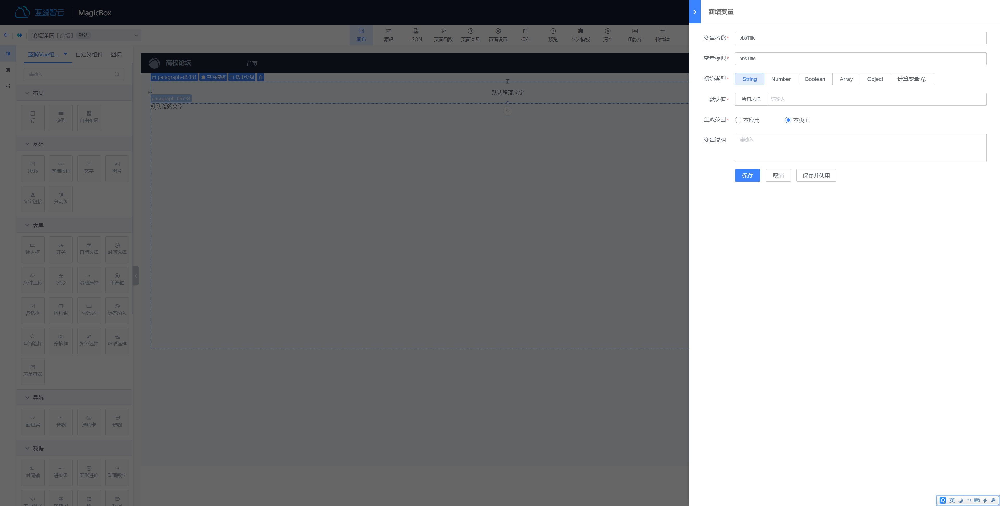 蓝鲸智云
MagicBox
论坛详情【论坛】 默认
画布
源码
JSON
页面函数
页面变量
页面设置
保存
预览
存为模板
清空
函数库
快捷键
蓝鲸Vue组...
自定义组件
图标
请输入
布局
行
多列
自由布局
基础
段落
基础按钮
文字
图片
文字链接
分割线
表单
输入框
开关
日期选择
时间选择
文件上传
评分
滑动选择
单选框
多选框
按钮组
下拉选框
标签输入
查询选择
穿梭框
颜色选择
级联选框
表单容器
导航
面包屑
步骤
选项卡
步骤
数据
时间轴
进度条
圆形进度
动画数字
高校论坛
首页
paragraph-d5381
存为模板
选中父级
默认段落文字
paragraph-09734
默认段落文字
新增变量
变量名称 * bbsTitle
变量标识 * bbsTitle
初始类型 * String Number Boolean Array Object 计算变量
默认值 * 所有环境 请输入
生效范围 * 本应用 本页面
变量说明 请输入
保存 取消 保存并使用
英